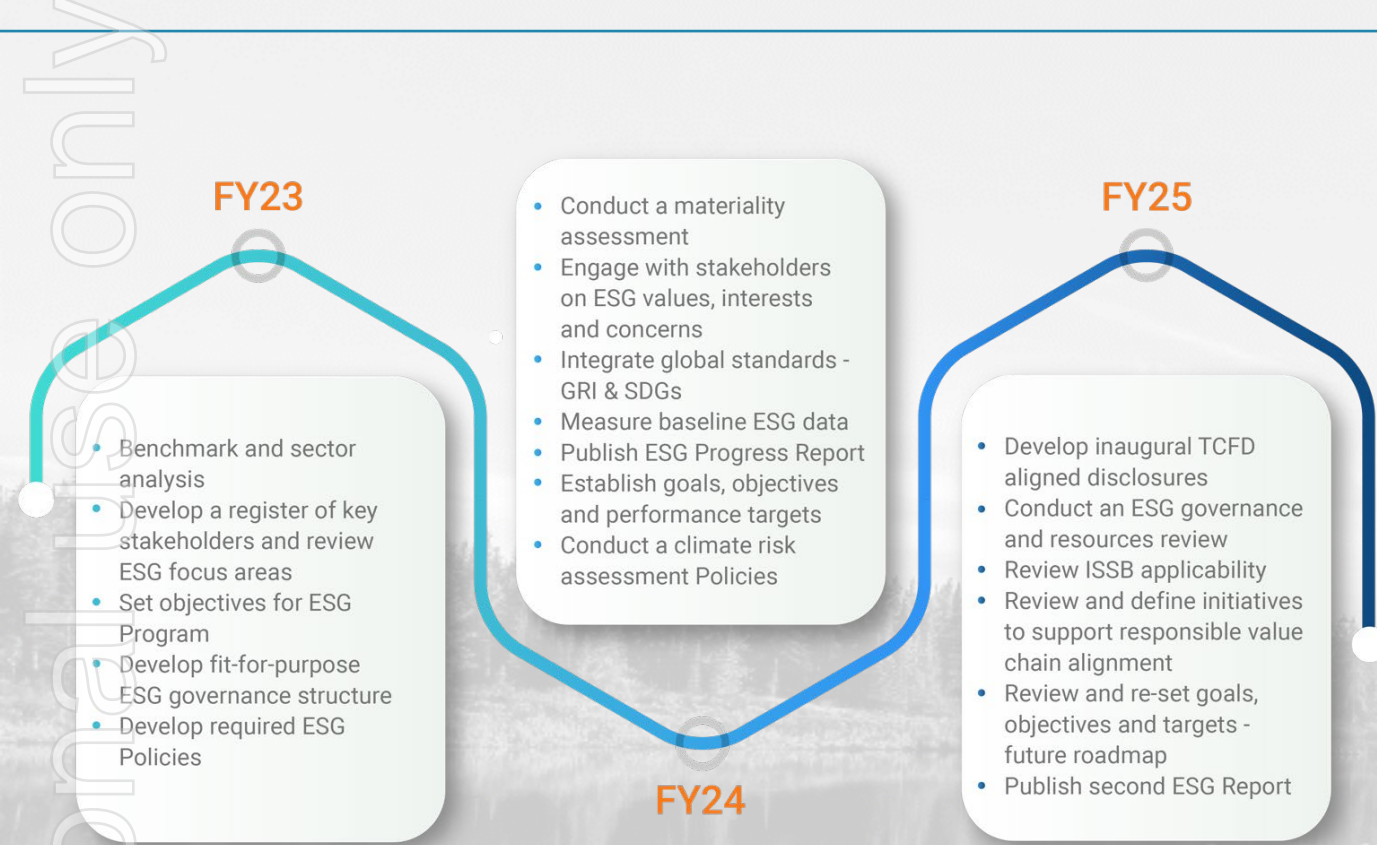 FY23
Benchmark and sector
analysis
Develop a register of key
stakeholders and review
ESG focus areas
Set objectives for ESG
Program
Develop fit-for-purpose
ESG governance structure
Develop required ESG
Policies
Conduct a materiality
assessment
Engage with stakeholders
on ESG values, interests
and concerns
Integrate global standards -
GRI & SDGs
Measure baseline ESG data
Publish ESG Progress Report
Establish goals, objectives
and performance targets
Conduct a climate risk
assessment Policies
FY24
FY25
Develop inaugural TCFD
aligned disclosures
Conduct an ESG governance
and resources review
Review ISSB applicability
Review and define initiatives
to support responsible value
chain alignment
Review and re-set goals,
objectives and targets -
future roadmap
Publish second ESG Report
onal use only